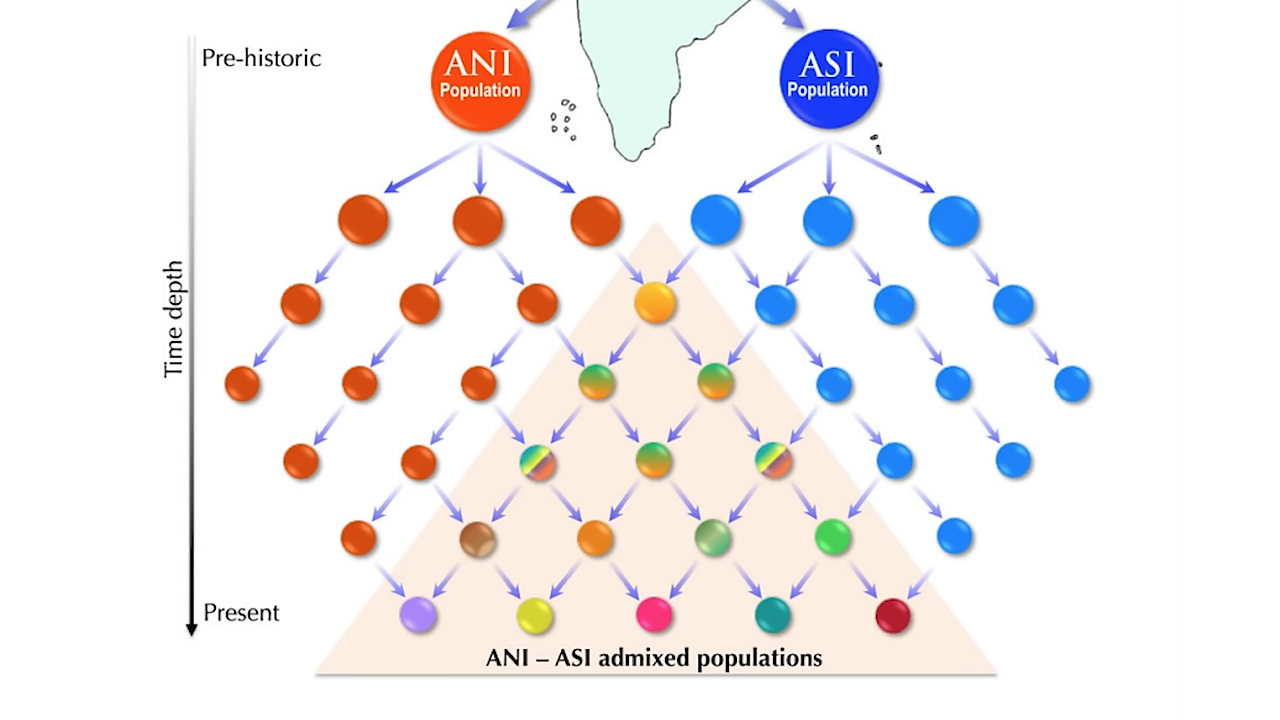 Pre-historic
ANI
Population
ASI
Population
Time depth
Present
ANI – ASI admixed populations